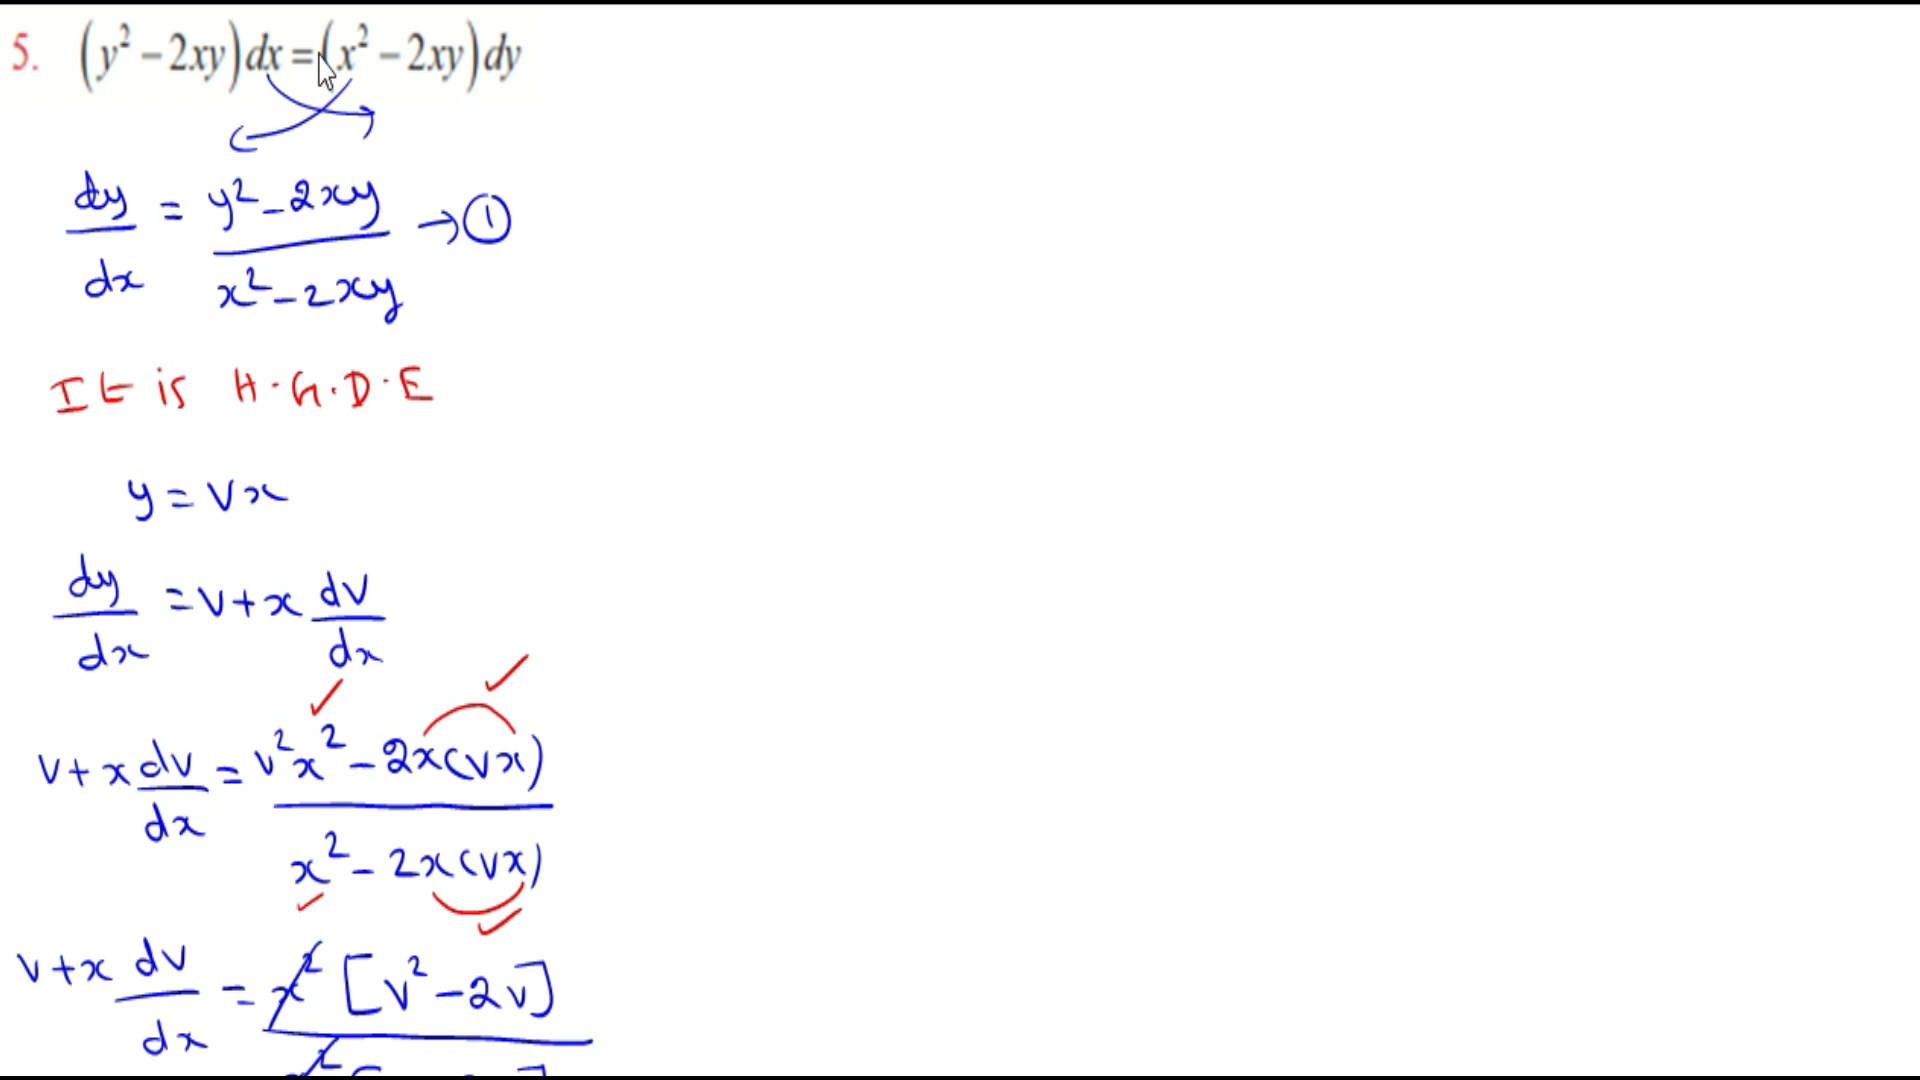 5. (y² – 2xy) dx = (x² – 2xy) dy
dy/dx = (y² – 2xy)/(x² – 2xy) → ①
It is H.G.D.E
y = vx
dy/dx = v + x dv/dx
v + x dv/dx = (v²x² – 2x(vx))/(x² – 2x(vx))
v + x dv/dx = x² [v² – 2v]